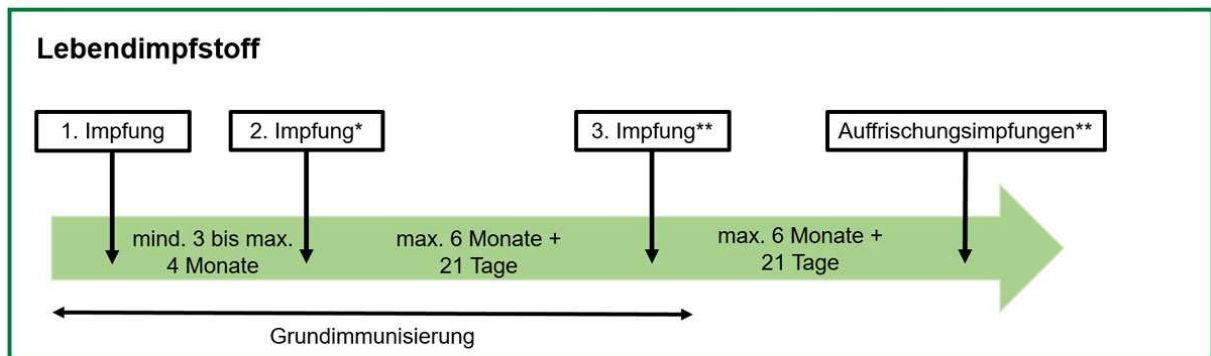 Lebendimpfstoff
1. Impfung
2. Impfung*
3. Impfung**
Auffrischungsimpfungen**
mind. 3 bis max.
4 Monate
max. 6 Monate +
21 Tage
max. 6 Monate +
21 Tage
Grundimmunisierung